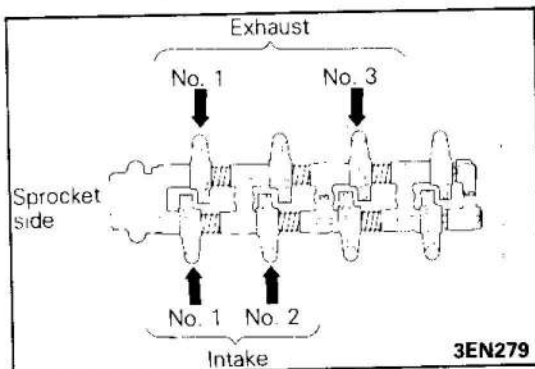 Exhaust
No. 1 No. 3
Sprocket
side
No. 1 No. 2
Intake
3EN279